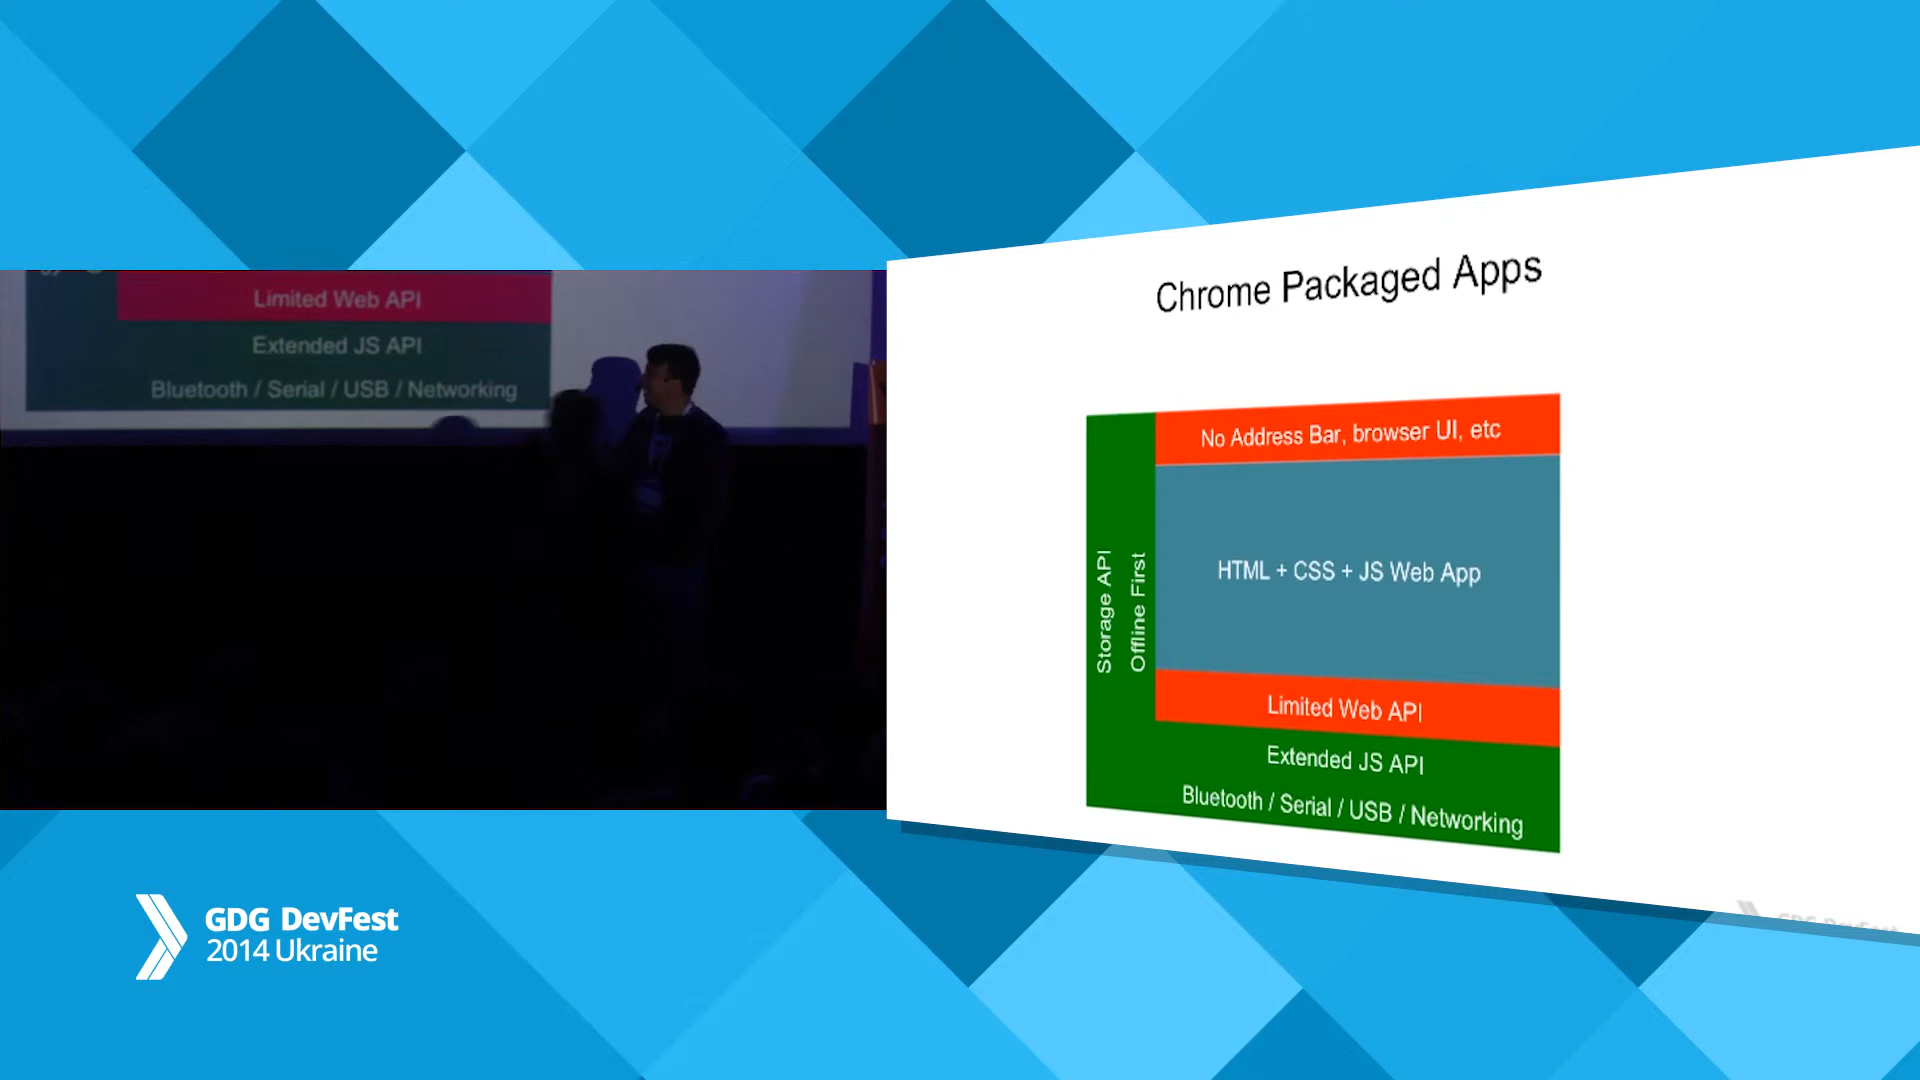 Limited Web API
Extended JS API
Bluetooth / Serial / USB / Networking
Chrome Packaged Apps
No Address Bar, browser UI, etc
Storage API
Offline First
HTML + CSS + JS Web App
Limited Web API
Extended JS API
Bluetooth / Serial / USB / Networking
GDG DevFest
2014 Ukraine
GDG DevFest